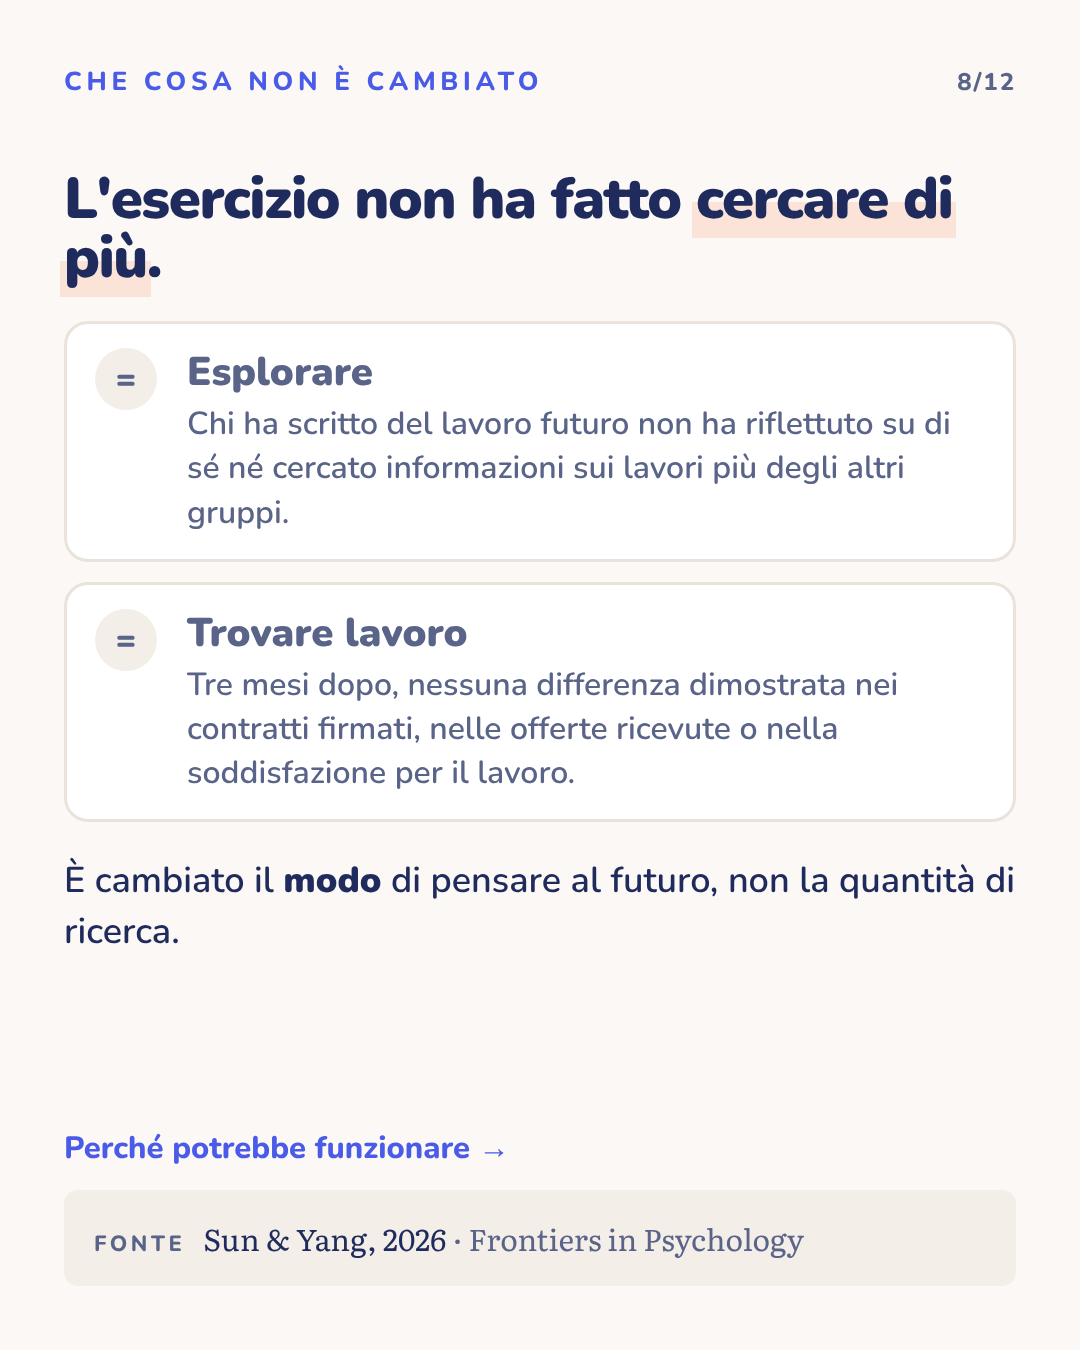 CHE COSA NON È CAMBIATO
8/12
L'esercizio non ha fatto cercare di
più.
=
Esplorare
Chi ha scritto del lavoro futuro non ha riflettuto su di
sé né cercato informazioni sui lavori più degli altri
gruppi.
=
Trovare lavoro
Tre mesi dopo, nessuna differenza dimostrata nei
contratti firmati, nelle offerte ricevute o nella
soddisfazione per il lavoro.
È cambiato il modo di pensare al futuro, non la quantità di
ricerca.
Perché potrebbe funzionare →
FONTE Sun & Yang, 2026 · Frontiers in Psychology